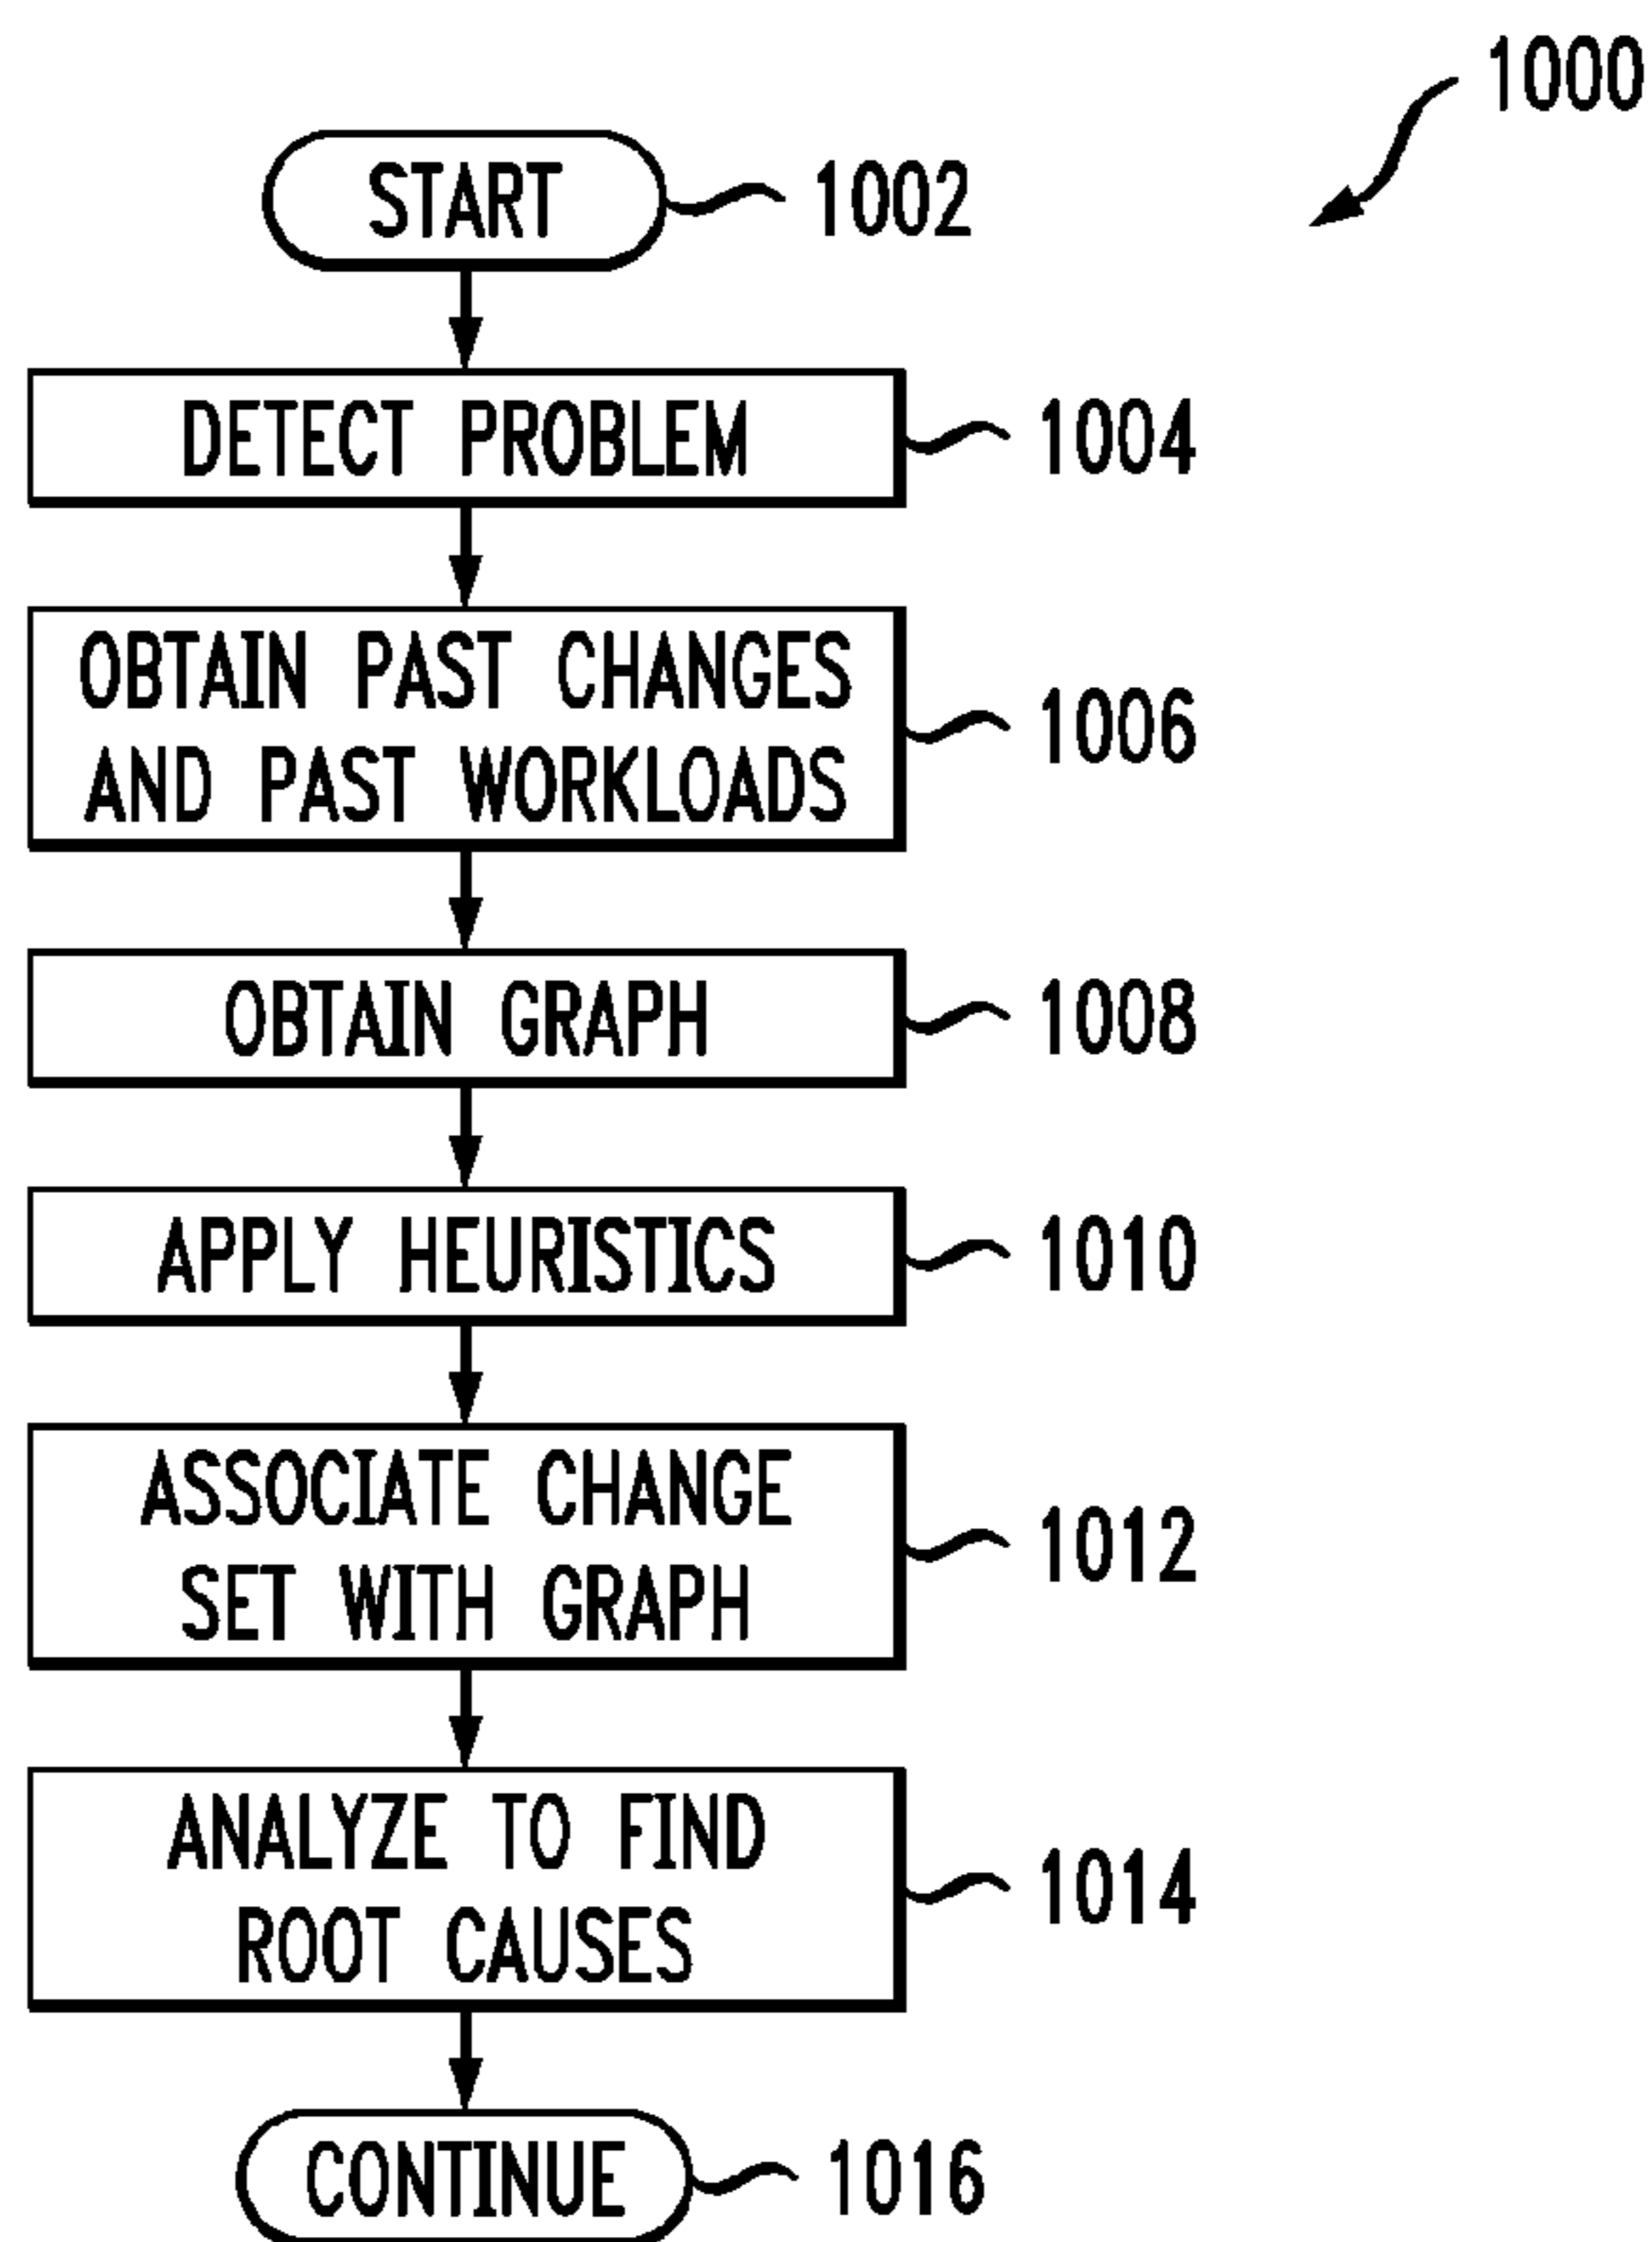 1000
START
1002
DETECT PROBLEM
1004
OBTAIN PAST CHANGES
AND PAST WORKLOADS
1006
OBTAIN GRAPH
1008
APPLY HEURISTICS
1010
ASSOCIATE CHANGE
SET WITH GRAPH
1012
ANALYZE TO FIND
ROOT CAUSES
1014
CONTINUE
1016